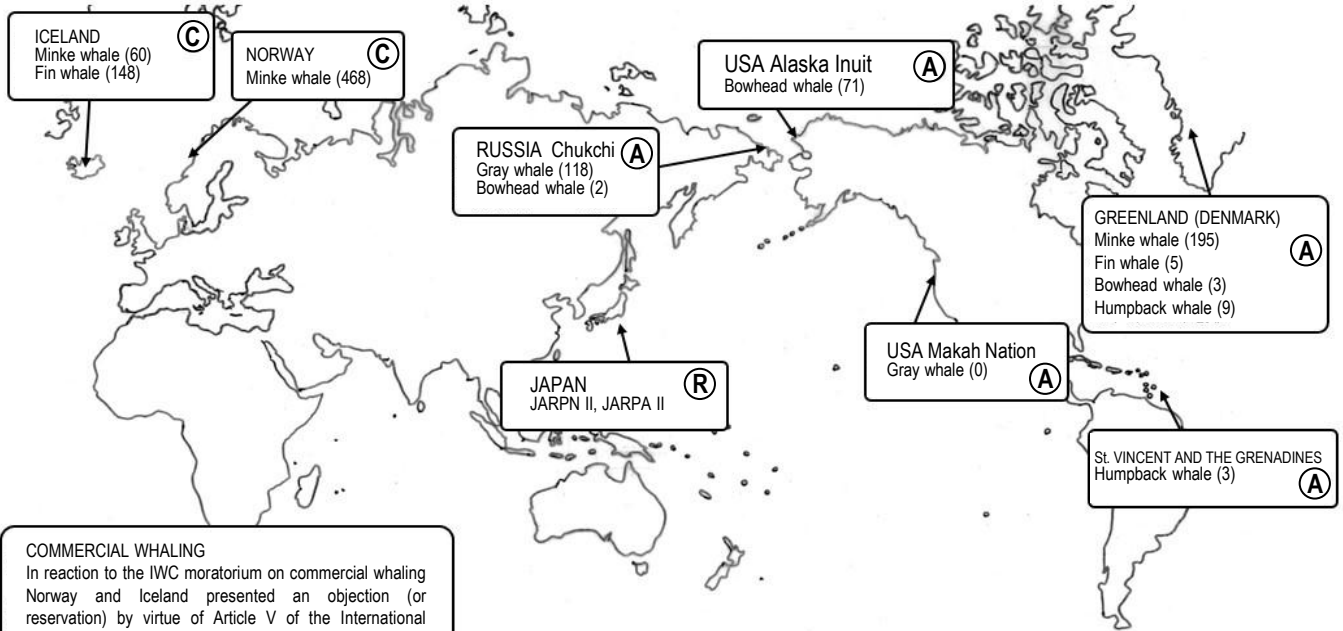 ICELAND
Minke whale (60)
Fin whale (148)
C
NORWAY
Minke whale (468)
C
USA Alaska Inuit
Bowhead whale (71)
A
RUSSIA Chukchi
Gray whale (118)
Bowhead whale (2)
A
GREENLAND (DENMARK)
Minke whale (195)
Fin whale (5)
Bowhead whale (3)
Humpback whale (9)
A
JAPAN
JARPN II, JARPA II
R
USA Makah Nation
Gray whale (0)
A
St. VINCENT AND THE GRENADINES
Humpback whale (3)
A
COMMERCIAL WHALING
In reaction to the IWC moratorium on commercial whaling
Norway and Iceland presented an objection (or
reservation) by virtue of Article V of the International